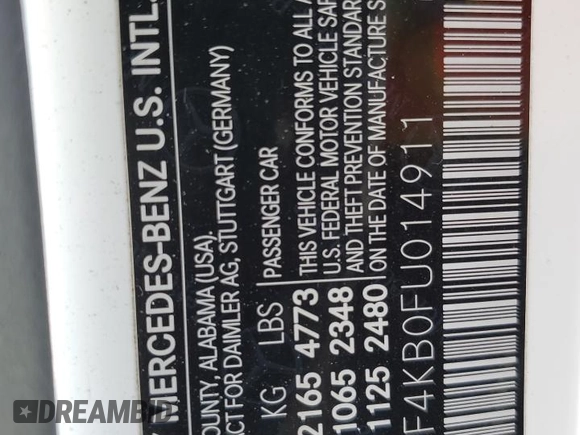 MERCEDES-BENZ U.S. INTL.
OUNTY, ALABAMA (USA).
ACT FOR DAIMLER AG, STUTTGART (GERMANY)
KG LBS PASSENGER CAR
2165 4773 THIS VEHICLE CONFORMS TO ALL
1065 2348 U.S. FEDERAL MOTOR VEHICLE SAF
AND THEFT PREVENTION STANDAR
1125 2480 ON THE DATE OF MANUFACTURE S
F4KB0FU014911
DREAMBID